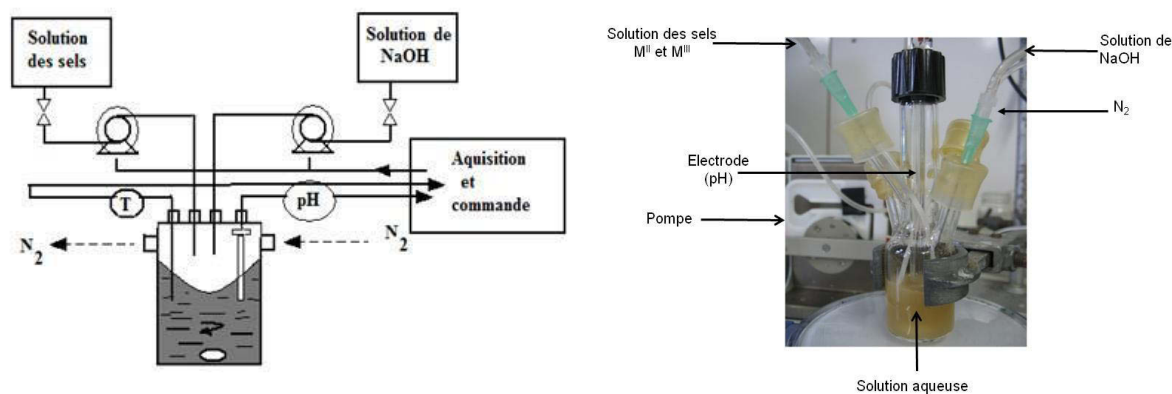 Solution
des sels
Solution de
NaOH
Aquisition
et
commande
T
pH
N2
N2
Solution des sels
MII et MIII
Solution de
NaOH
N2
Electrode
(pH)
Pompe
Solution aqueuse